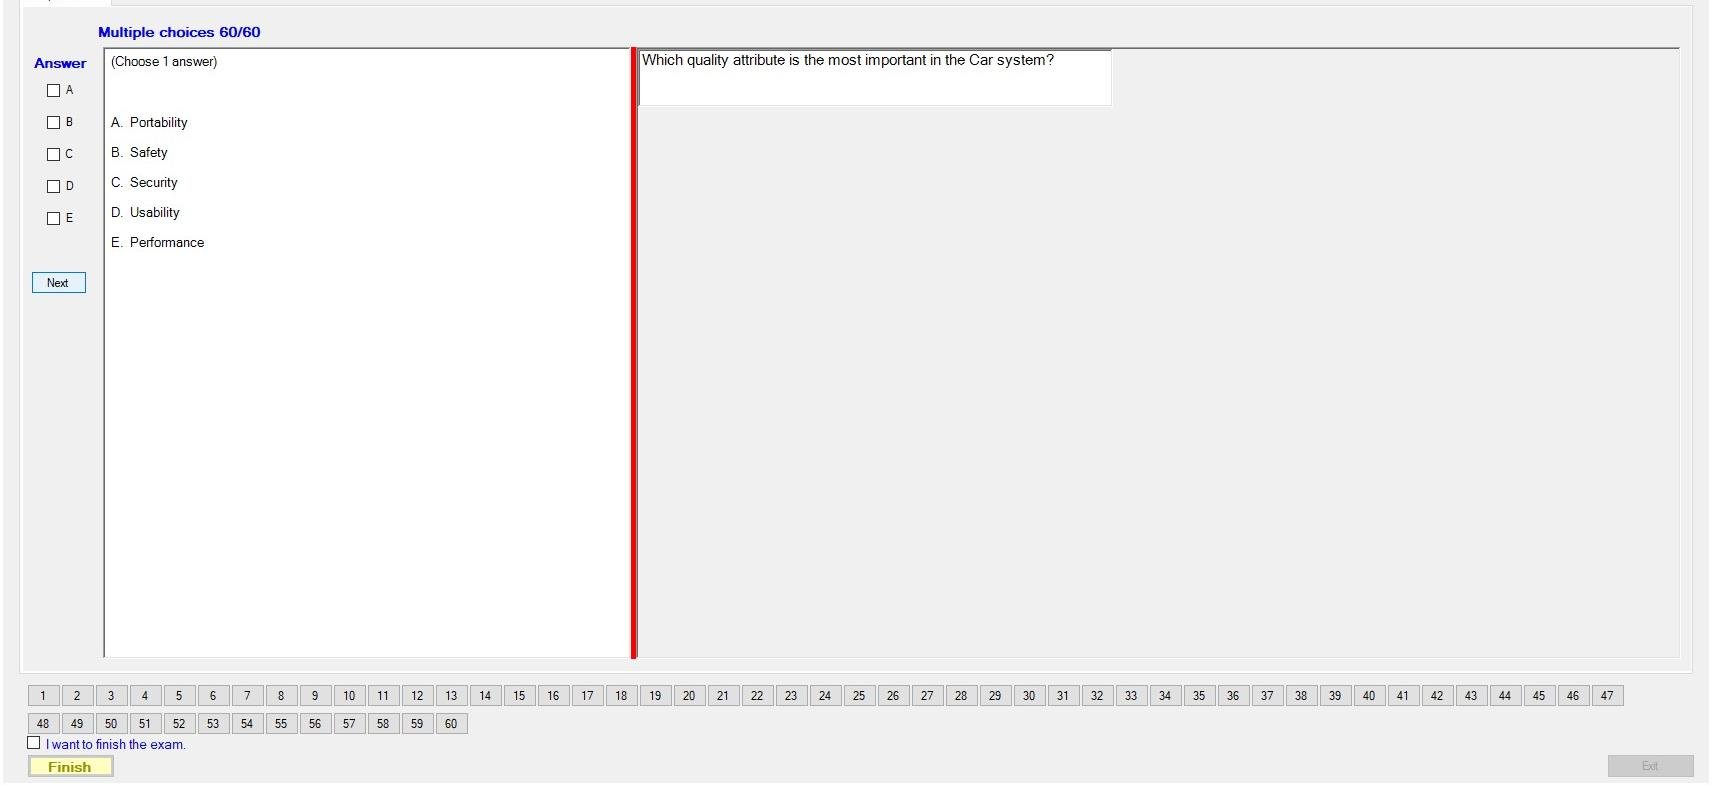 Multiple choices 60/60
Answer
A
B
C
D
E
Next
(Choose 1 answer)
A. Portability
B. Safety
C. Security
D. Usability
E. Performance
Which quality attribute is the most important in the Car system?
1 2 3 4 5 6 7 8 9 10 11 12 13 14 15 16 17 18 19 20 21 22 23 24 25 26 27 28 29 30 31 32 33 34 35 36 37 38 39 40 41 42 43 44 45 46 47
48 49 50 51 52 53 54 55 56 57 58 59 60
I want to finish the exam.
Finish
Exit